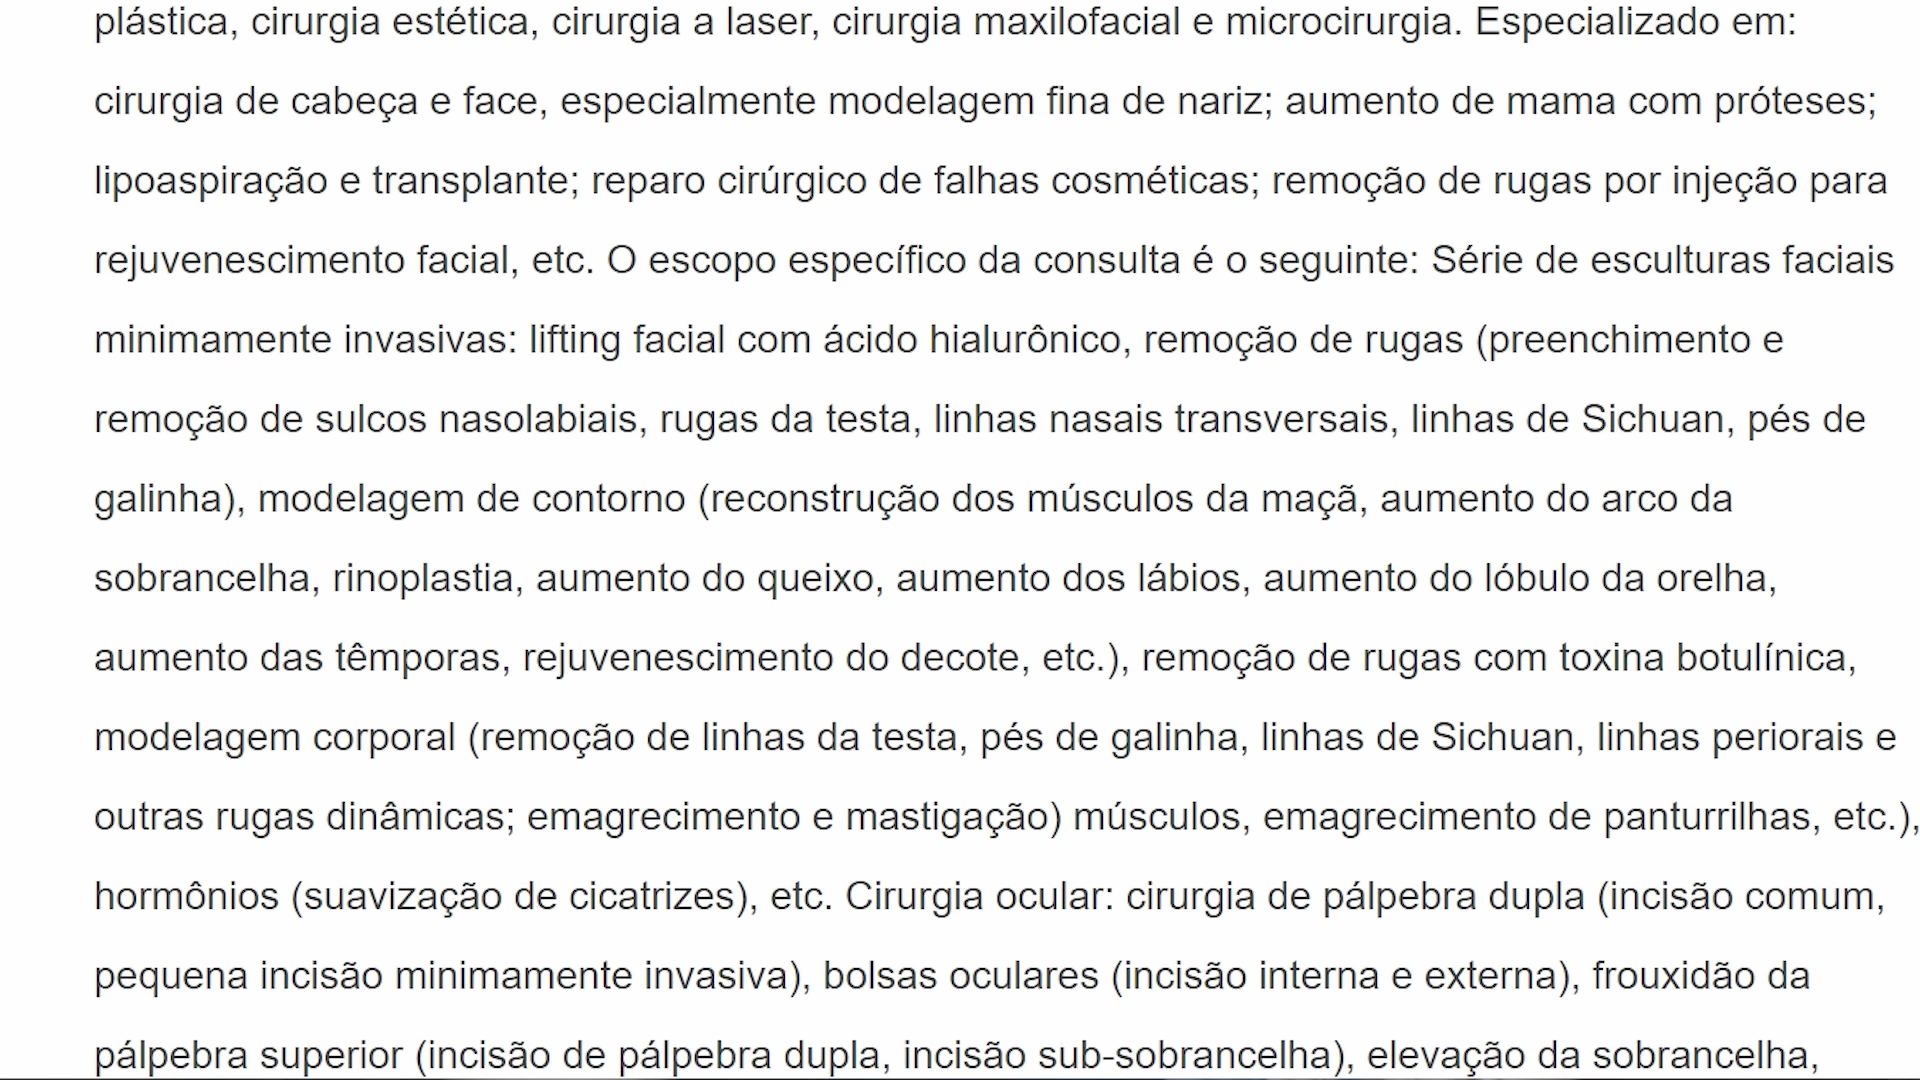 plástica, cirurgia estética, cirurgia a laser, cirurgia maxilofacial e microcirurgia. Especializado em:
cirurgia de cabeça e face, especialmente modelagem fina de nariz; aumento de mama com próteses;
lipoaspiração e transplante; reparo cirúrgico de falhas cosméticas; remoção de rugas por injeção para
rejuvenescimento facial, etc. O escopo específico da consulta é o seguinte: Série de esculturas faciais
minimamente invasivas: lifting facial com ácido hialurônico, remoção de rugas (preenchimento e
remoção de sulcos nasolabiais, rugas da testa, linhas nasais transversais, linhas de Sichuan, pés de
galinha), modelagem de contorno (reconstrução dos músculos da maçã, aumento do arco da
sobrancelha, rinoplastia, aumento do queixo, aumento dos lábios, aumento do lóbulo da orelha,
aumento das têmporas, rejuvenescimento do decote, etc.), remoção de rugas com toxina botulínica,
modelagem corporal (remoção de linhas da testa, pés de galinha, linhas de Sichuan, linhas periorais e
outras rugas dinâmicas; emagrecimento e mastigação) músculos, emagrecimento de panturrilhas, etc.),
hormônios (suavização de cicatrizes), etc. Cirurgia ocular: cirurgia de pálpebra dupla (incisão comum,
pequena incisão minimamente invasiva), bolsas oculares (incisão interna e externa), frouxidão da
pálpebra superior (incisão de pálpebra dupla, incisão sub-sobrancelha), elevação da sobrancelha,